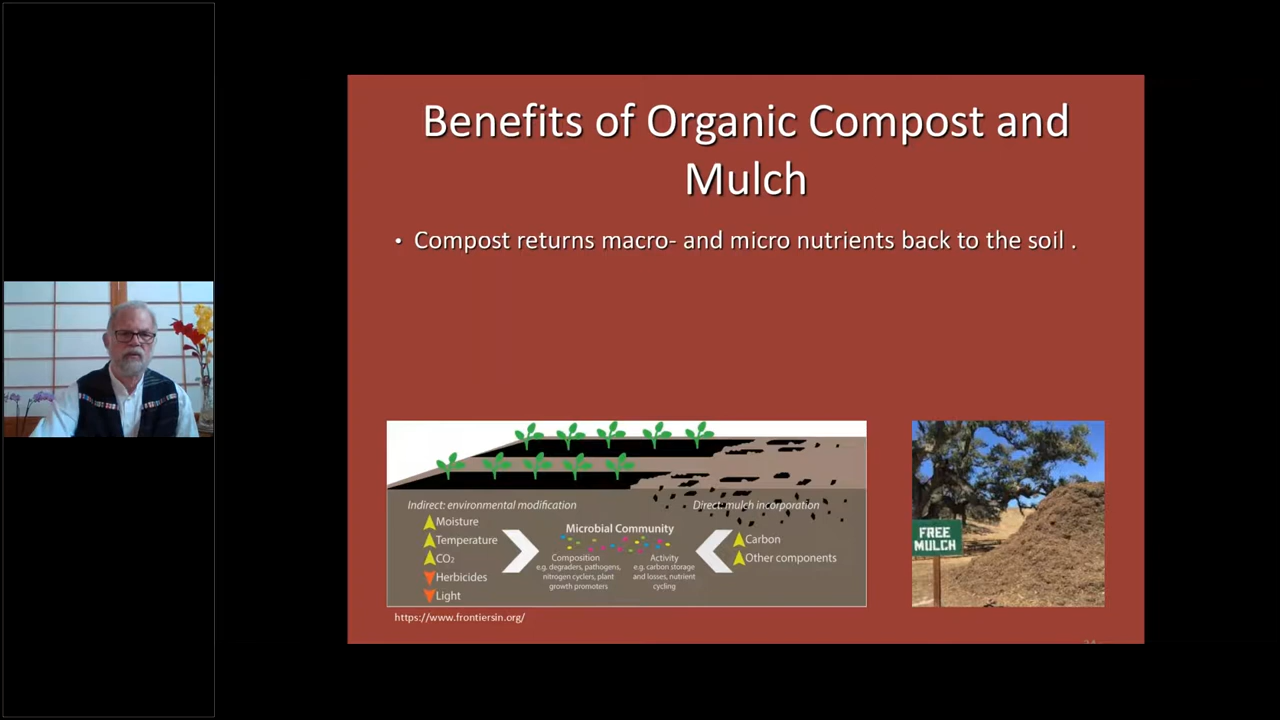 Benefits of Organic Compost and
Mulch
• Compost returns macro- and micro nutrients back to the soil .
Indirect: environmental modification
Moisture
Temperature
CO₂
Herbicides
Light
Microbial Community
Composition
e.g. degraders, pathogens,
nitrogen cyclers, plant
growth promoters
Activity
e.g. carbon storage
and losses, nutrient
cycling
Direct: mulch incorporation
Carbon
Other components
FREE
MULCH
https://www.frontiersin.org/